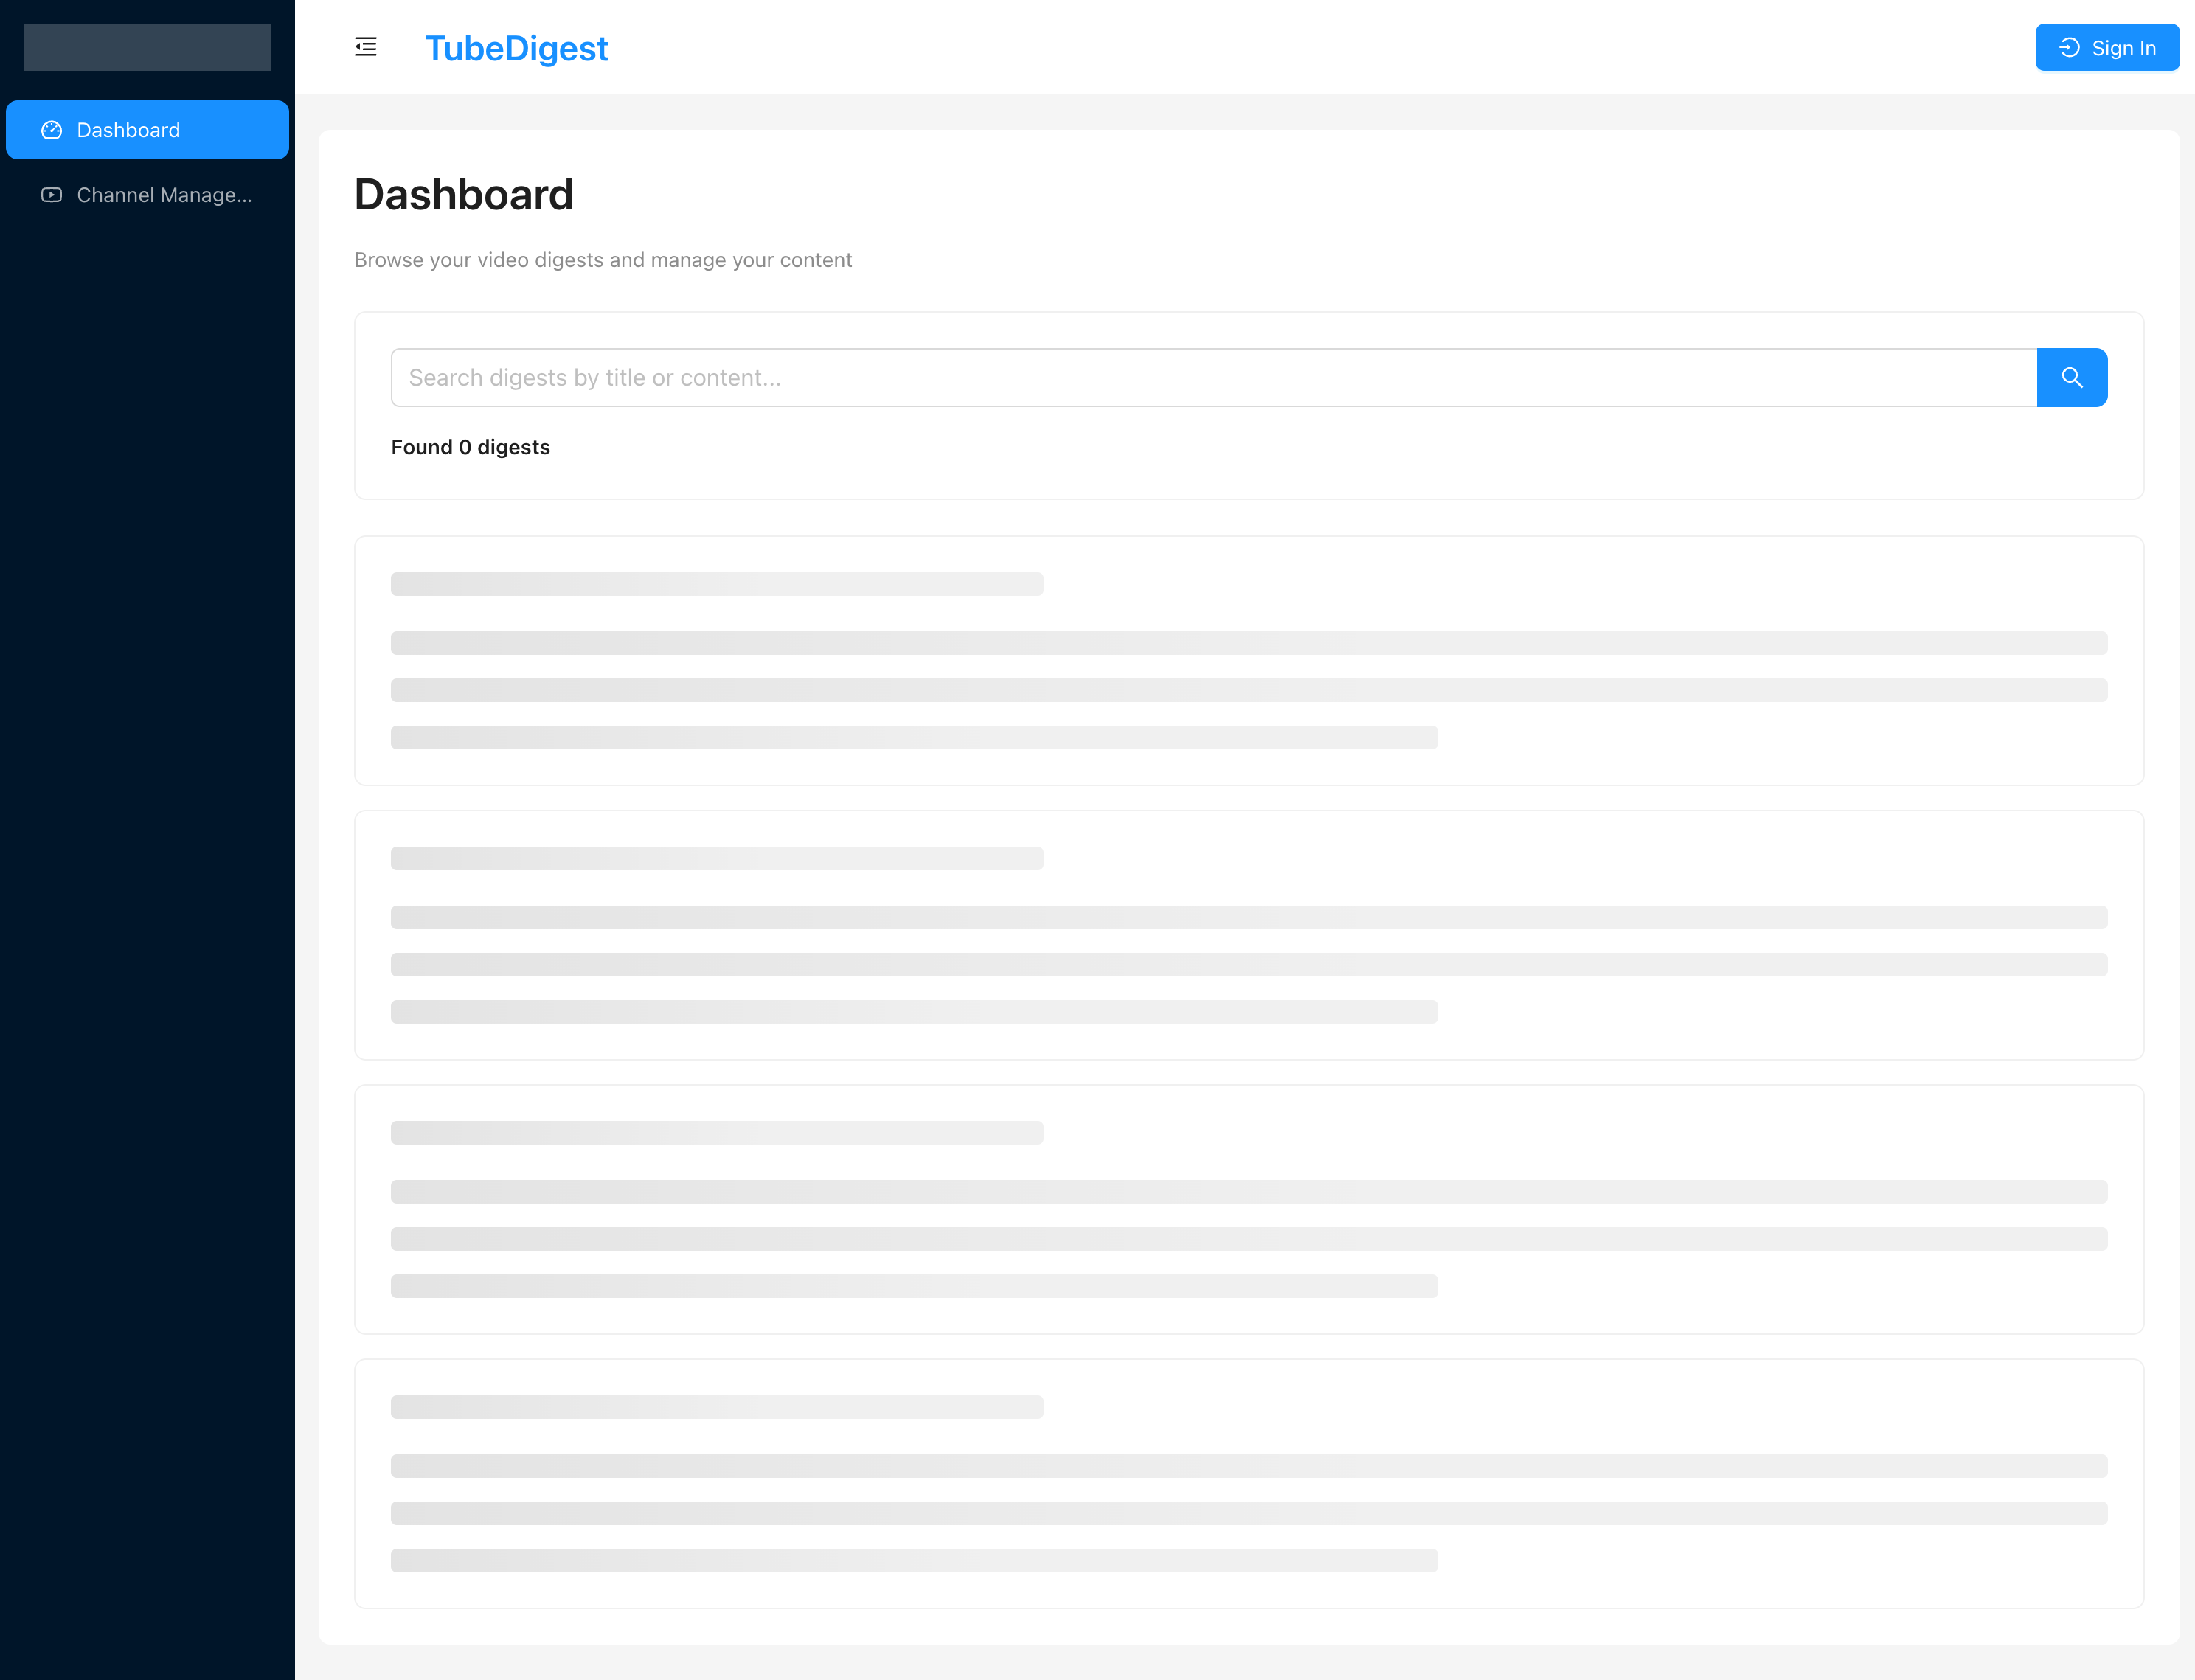 TubeDigest
Sign In
Dashboard
Channel Manage...
Dashboard
Browse your video digests and manage your content
Search digests by title or content...
Found 0 digests